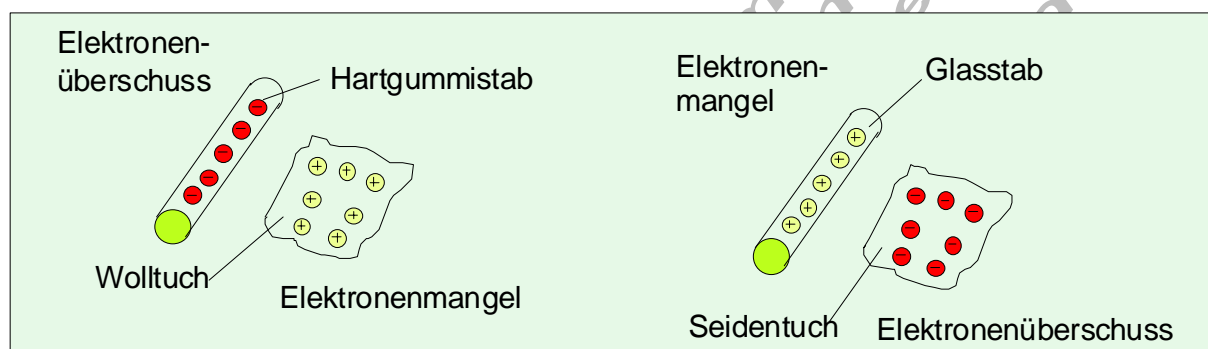 Elektronen-
überschuss
Hartgummistab
Wolltuch
Elektronenmangel
Elektronen-
mangel
Glasstab
Seidentuch
Elektronenüberschuss